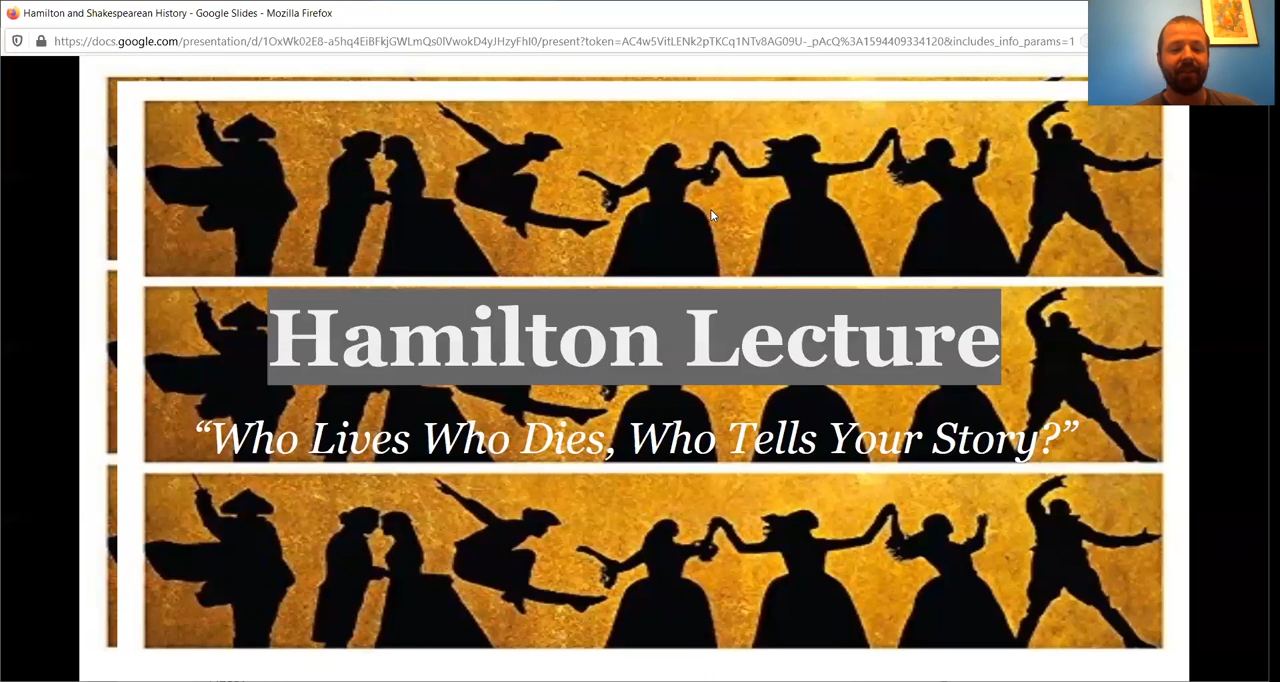 Hamilton and Shakespearean History - Google Slides - Mozilla Firefox
https://docs.google.com/presentation/d/1OxWk02E8-a5hq4EiBFkjGWLmQs0lVwokD4yJHzyFhI0/present?token=AC4w5VitLENk2pTKCq1NTv8AG09U-_pAcQ%3A1594409334120&includes_info_params=1
Hamilton Lecture
“Who Lives Who Dies, Who Tells Your Story?”